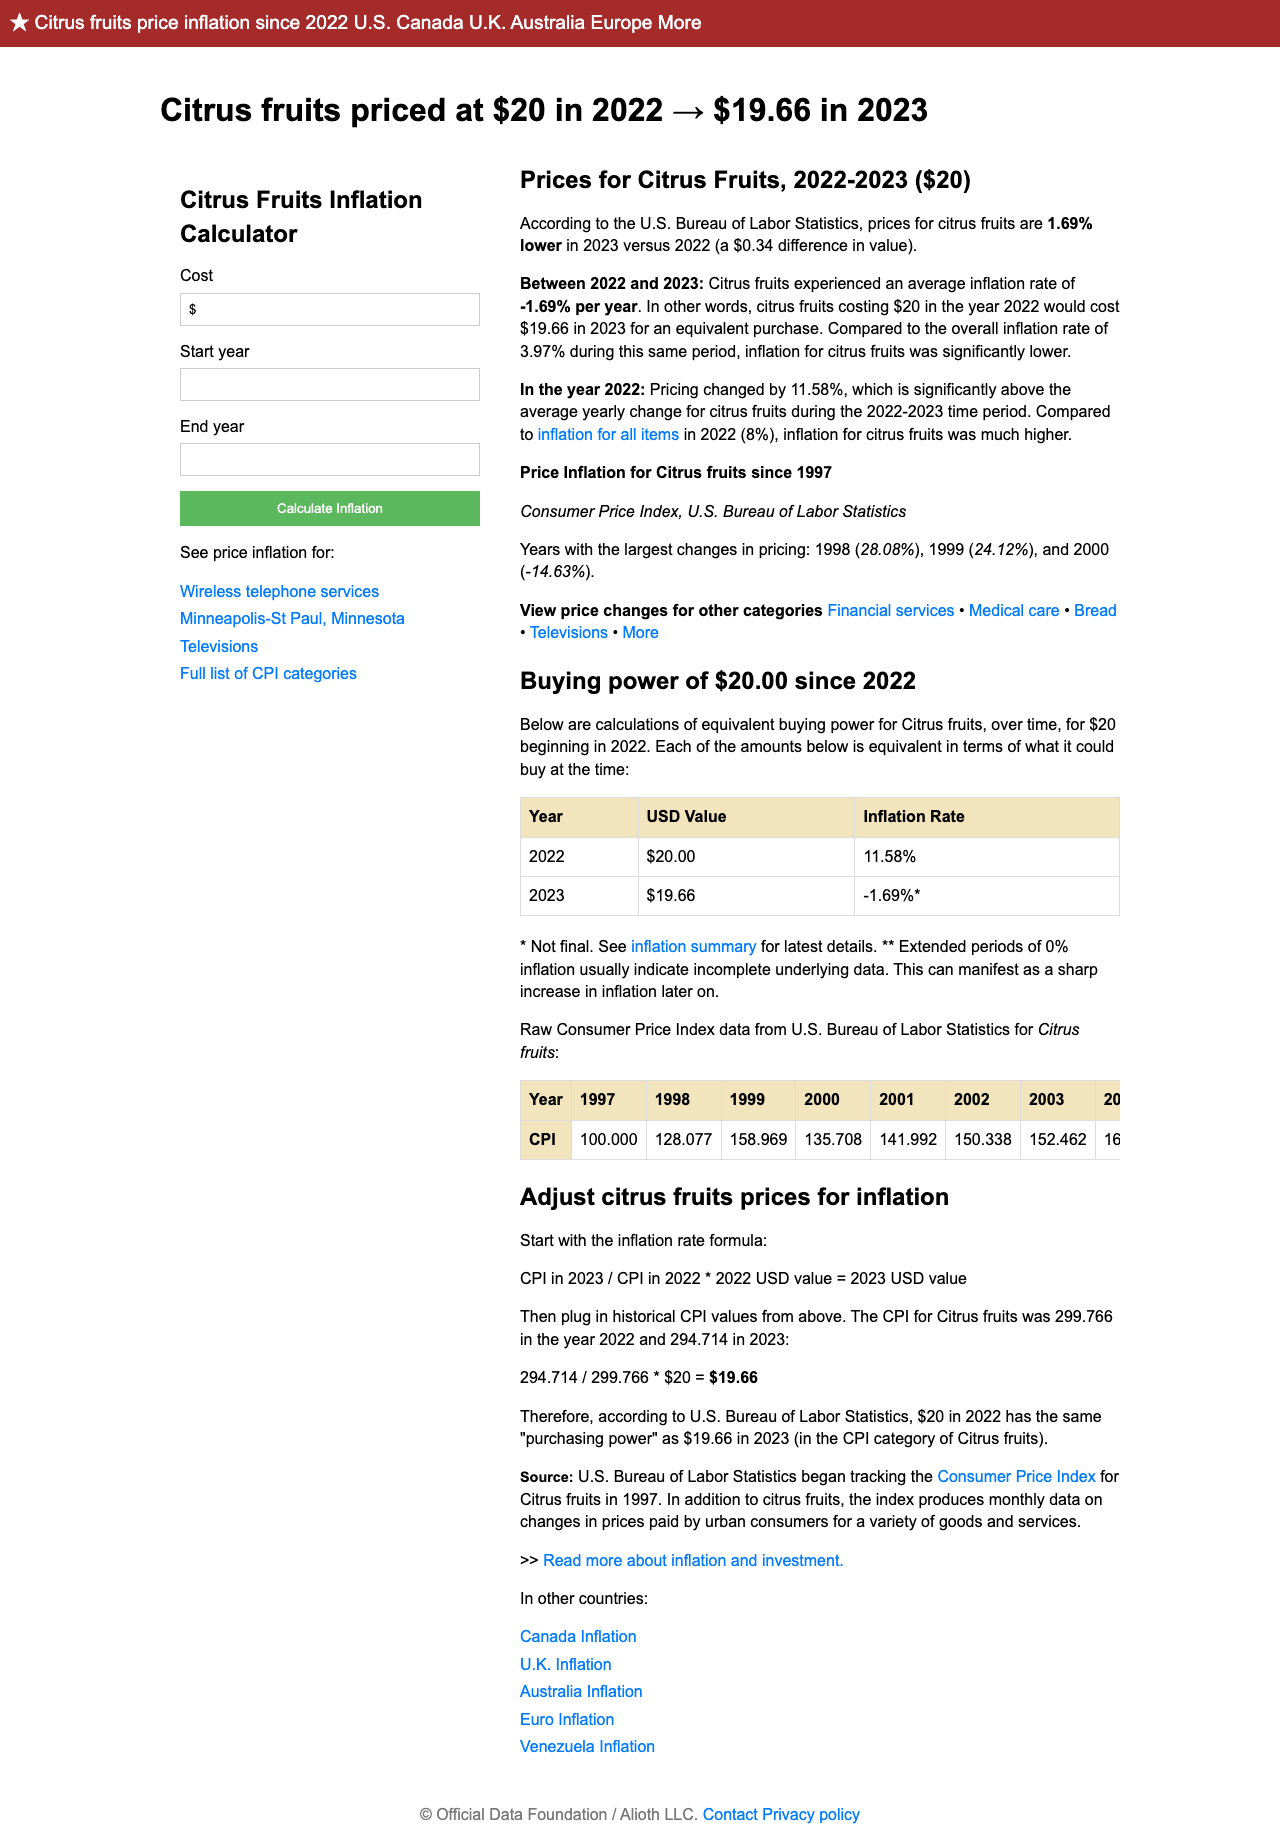 ★ Citrus fruits price inflation since 2022 U.S. Canada U.K. Australia Europe More
Citrus fruits priced at $20 in 2022 → $19.66 in 2023
Citrus Fruits Inflation
Calculator
Cost
$
Start year
End year
Calculate Inflation
See price inflation for:
Wireless telephone services
Minneapolis-St Paul, Minnesota
Televisions
Full list of CPI categories
Prices for Citrus Fruits, 2022-2023 ($20)
According to the U.S. Bureau of Labor Statistics, prices for citrus fruits are 1.69%
lower in 2023 versus 2022 (a $0.34 difference in value).
Between 2022 and 2023: Citrus fruits experienced an average inflation rate of
-1.69% per year. In other words, citrus fruits costing $20 in the year 2022 would cost
$19.66 in 2023 for an equivalent purchase. Compared to the overall inflation rate of
3.97% during this same period, inflation for citrus fruits was significantly lower.
In the year 2022: Pricing changed by 11.58%, which is significantly above the
average yearly change for citrus fruits during the 2022-2023 time period. Compared
to inflation for all items in 2022 (8%), inflation for citrus fruits was much higher.
Price Inflation for Citrus fruits since 1997
Consumer Price Index, U.S. Bureau of Labor Statistics
Years with the largest changes in pricing: 1998 (28.08%), 1999 (24.12%), and 2000
(-14.63%).
View price changes for other categories Financial services • Medical care • Bread
• Televisions • More
Buying power of $20.00 since 2022
Below are calculations of equivalent buying power for Citrus fruits, over time, for $20
beginning in 2022. Each of the amounts below is equivalent in terms of what it could
buy at the time:
Year USD Value Inflation Rate
2022 $20.00 11.58%
2023 $19.66 -1.69%*
* Not final. See inflation summary for latest details. ** Extended periods of 0%
inflation usually indicate incomplete underlying data. This can manifest as a sharp
increase in inflation later on.
Raw Consumer Price Index data from U.S. Bureau of Labor Statistics for Citrus
fruits:
Year 1997 1998 1999 2000 2001 2002 2003 20
CPI 100.000 128.077 158.969 135.708 141.992 150.338 152.462 16
Adjust citrus fruits prices for inflation
Start with the inflation rate formula:
CPI in 2023 / CPI in 2022 * 2022 USD value = 2023 USD value
Then plug in historical CPI values from above. The CPI for Citrus fruits was 299.766
in the year 2022 and 294.714 in 2023:
294.714 / 299.766 * $20 = $19.66
Therefore, according to U.S. Bureau of Labor Statistics, $20 in 2022 has the same
"purchasing power" as $19.66 in 2023 (in the CPI category of Citrus fruits).
Source: U.S. Bureau of Labor Statistics began tracking the Consumer Price Index for
Citrus fruits in 1997. In addition to citrus fruits, the index produces monthly data on
changes in prices paid by urban consumers for a variety of goods and services.
>> Read more about inflation and investment.
In other countries:
Canada Inflation
U.K. Inflation
Australia Inflation
Euro Inflation
Venezuela Inflation
© Official Data Foundation / Alioth LLC. Contact Privacy policy